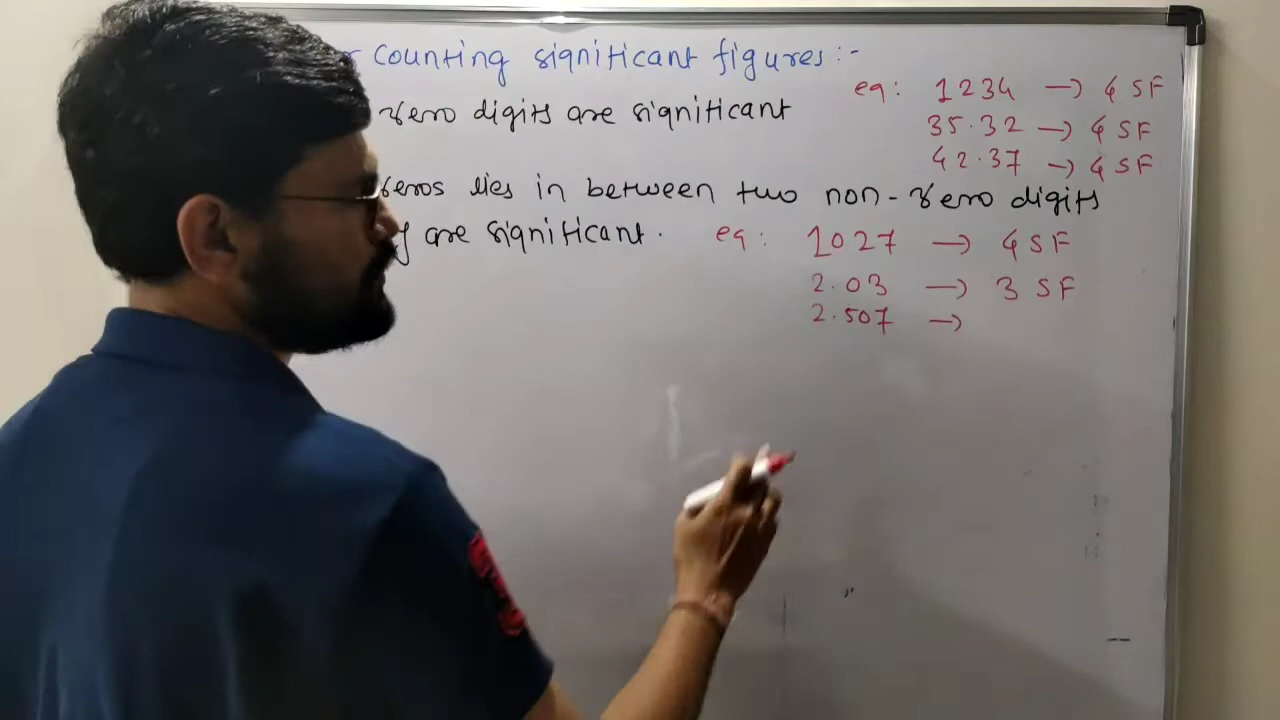 counting significant figures :-
eg : 1234 → 4 SF
zero digits are significant
35.32 → 4 SF
42.37 → 4 SF
zeros lies in between two non-zero digits
are significant. eg : 1027 → 4 SF
2.03 → 3 SF
2.507 →